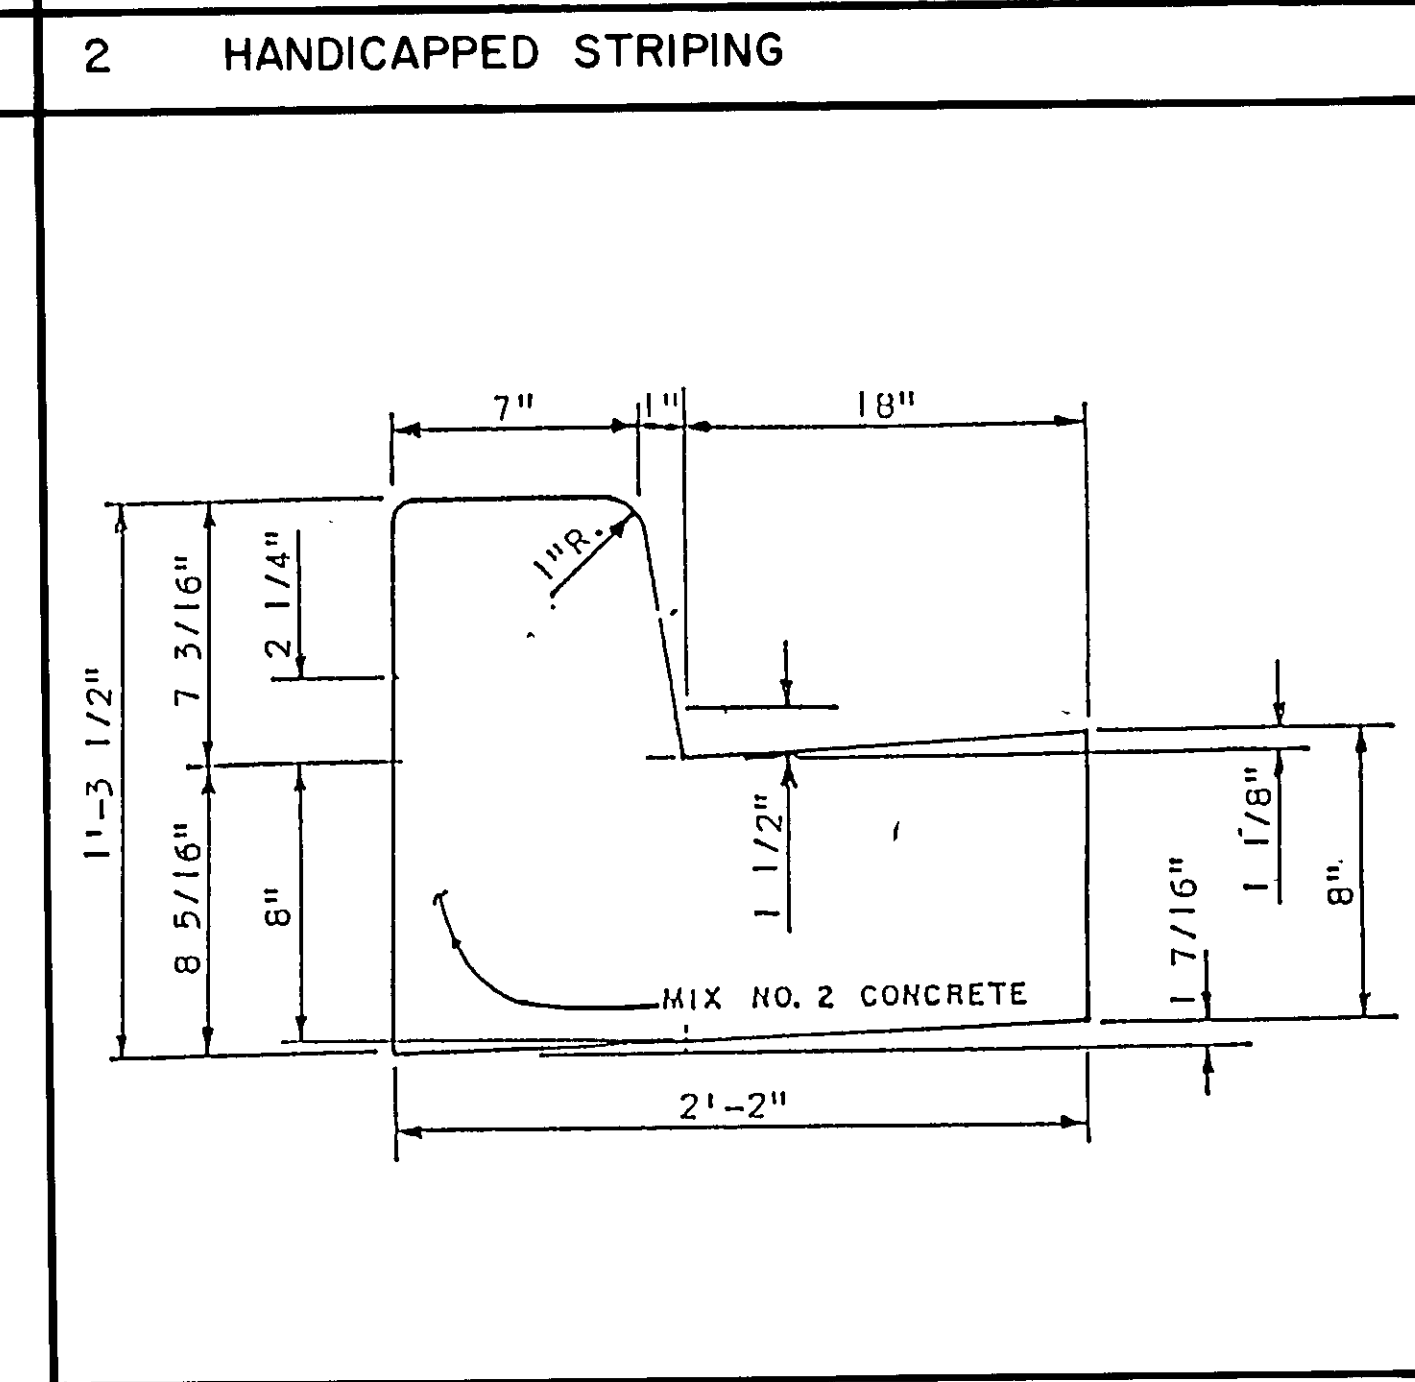 2 HANDICAPPED STRIPING
7" 1" 18"
1"R.
2 1/4"
7 3/16"
1'-3 1/2"
8 5/16"
8"
1 1/2"
1 1/8"
8"
1 7/16"
MIX NO. 2 CONCRETE
2'-2"